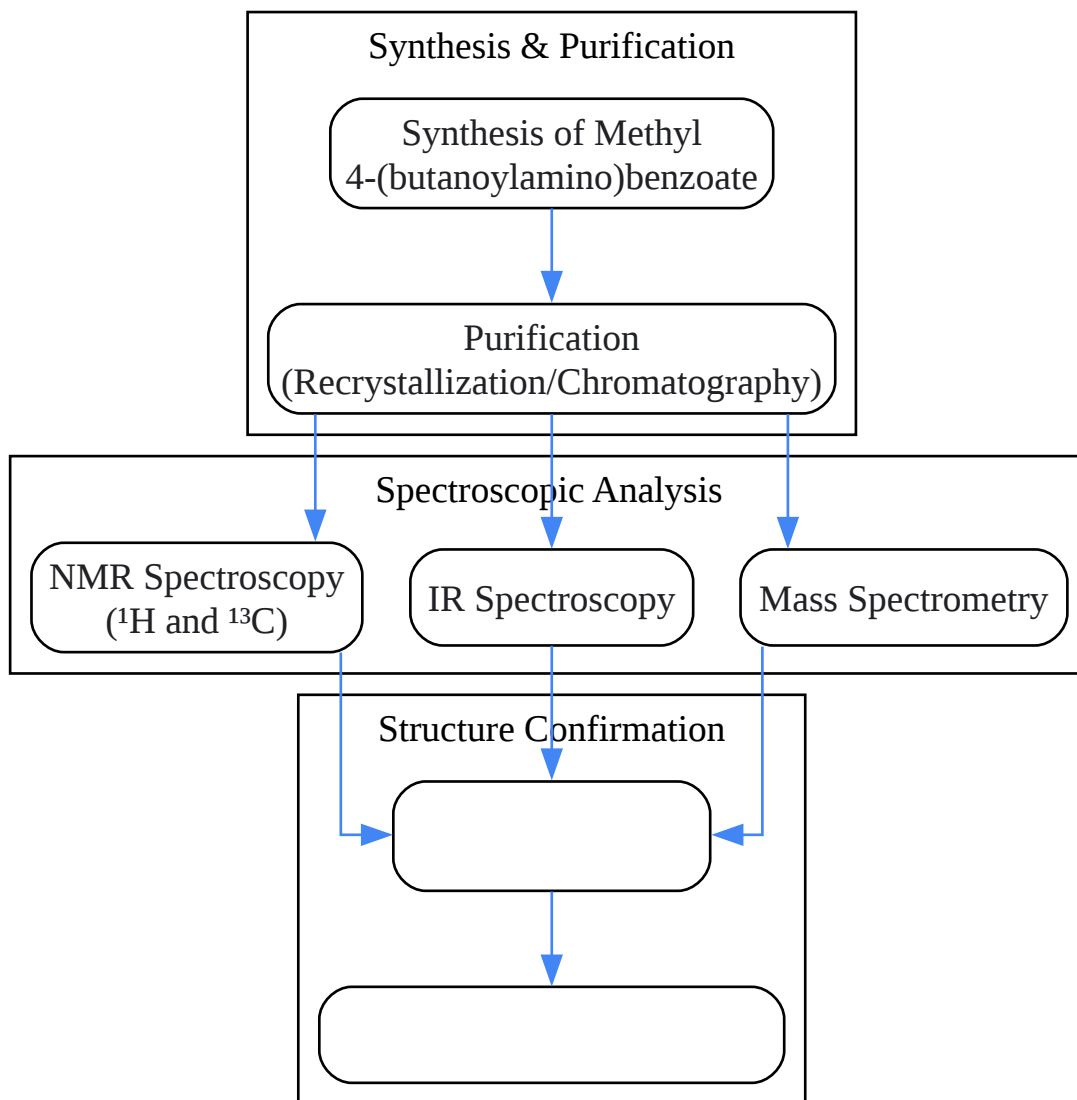 Synthesis & Purification
Synthesis of Methyl
4-(butanoylamino)benzoate
Purification
(Recrystallization/Chromatography)
Spectroscopic Analysis
NMR Spectroscopy
(¹H and ¹³C)
IR Spectroscopy
Mass Spectrometry
Structure Confirmation